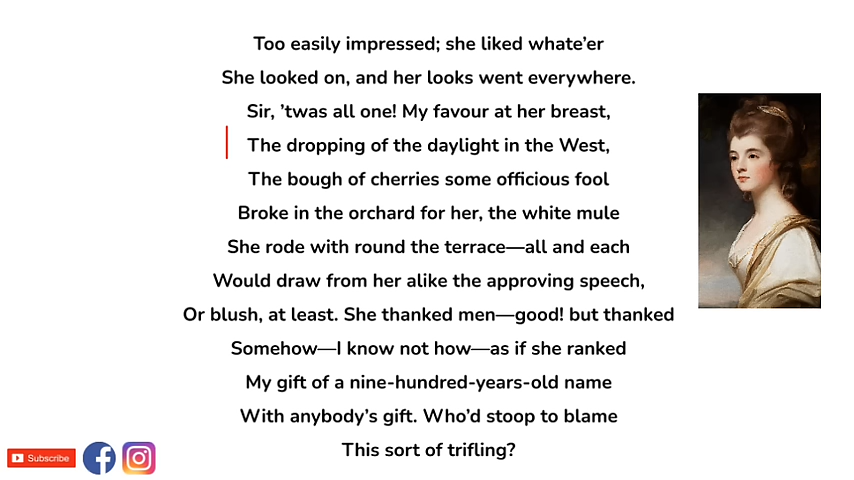 Too easily impressed; she liked whate’er
She looked on, and her looks went everywhere.
Sir, ’twas all one! My favour at her breast,
The dropping of the daylight in the West,
The bough of cherries some officious fool
Broke in the orchard for her, the white mule
She rode with round the terrace—all and each
Would draw from her alike the approving speech,
Or blush, at least. She thanked men—good! but thanked
Somehow—I know not how—as if she ranked
My gift of a nine-hundred-years-old name
With anybody’s gift. Who’d stoop to blame
This sort of trifling?
Subscribe